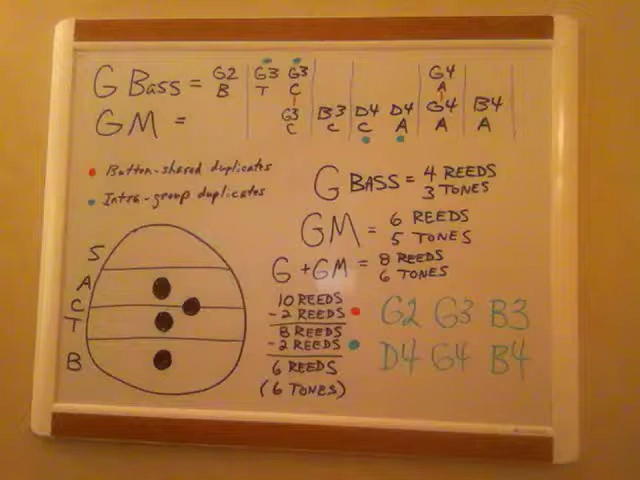 G Bass = G2 G3 G3 G4
B T C A
GM = G3 B3 D4 D4 G4 B4
C C C A A A
Button-shared duplicates
Intra-group duplicates
G BASS = 4 REEDS
3 TONES
GM = 6 REEDS
5 TONES
G+GM = 8 REEDS
6 TONES
S
A
C
T
B
10 REEDS
- 2 REEDS
8 REEDS
- 2 REEDS
6 REEDS
(6 TONES)
G2 G3 B3
D4 G4 B4